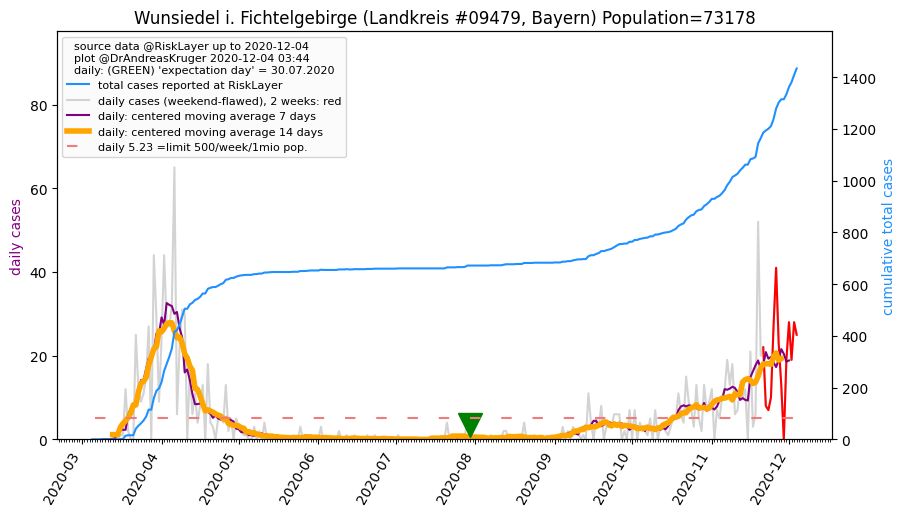 Wunsiedel i. Fichtelgebirge (Landkreis #09479, Bayern) Population=73178
source data @RiskLayer up to 2020-12-04
plot @DrAndreasKruger 2020-12-04 03:44
daily: (GREEN) 'expectation day' = 30.07.2020
total cases reported at RiskLayer
daily cases (weekend-flawed), 2 weeks: red
daily: centered moving average 7 days
daily: centered moving average 14 days
daily 5.23 =limit 500/week/1mio pop.
daily cases
80
60
40
20
0
cumulative total cases
1400
1200
1000
800
600
400
200
0
2020-03
2020-04
2020-05
2020-06
2020-07
2020-08
2020-09
2020-10
2020-11
2020-12